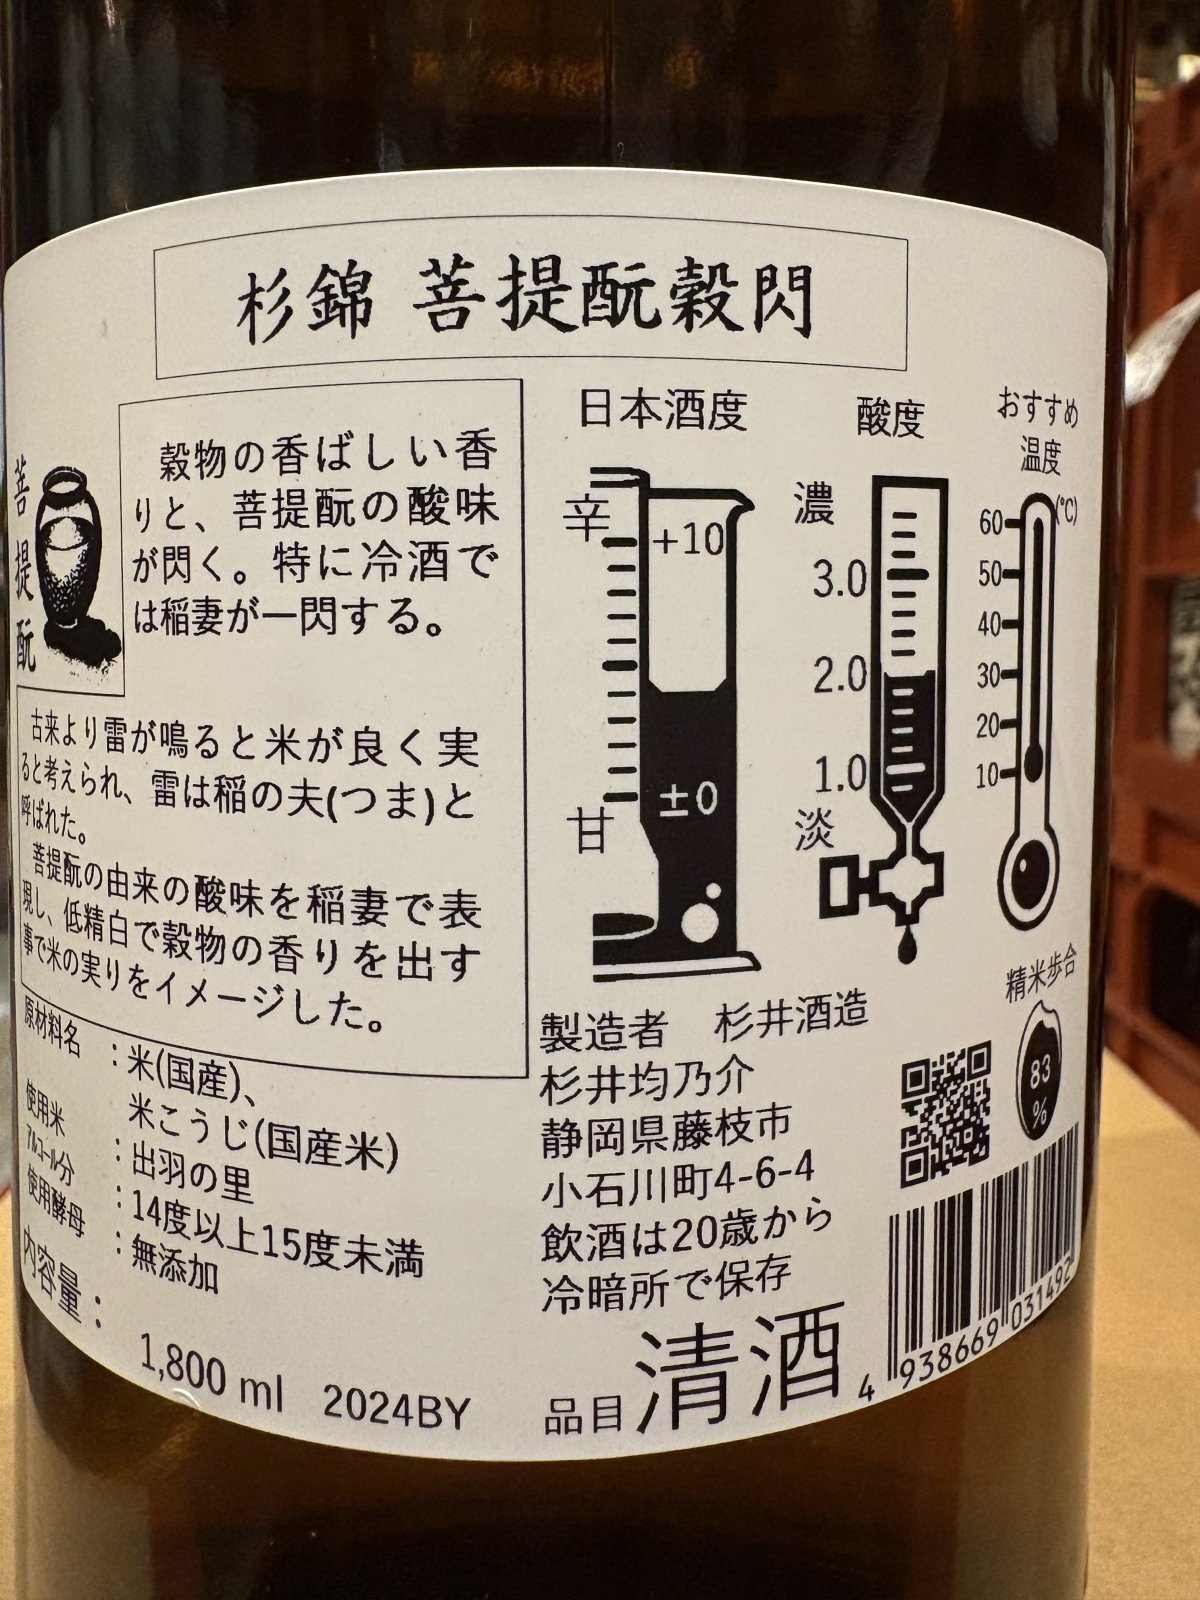 杉錦 菩提酛穀閃
菩提酛
穀物の香ばしい香
りと、菩提酛の酸味
が閃く。特に冷酒で
は稲妻が一閃する。
古来より雷が鳴ると米が良く実
ると考えられ、雷は稲の夫(つま)と
呼ばれた。
菩提酛の由来の酸味を稲妻で表
現し、低精白で穀物の香りを出す
事で米の実りをイメージした。
原材料名:米(国産)、
米こうじ(国産米)
使用米:出羽の里
アルコール分:14度以上15度未満
使用酵母:無添加
内容量:1,800 ml 2024BY
日本酒度
辛
+10
±0
甘
酸度
濃
3.0
2.0
1.0
淡
おすすめ
温度
(℃)
60
50
40
30
20
10
精米歩合
83
%
製造者 杉井酒造
杉井均乃介
静岡県藤枝市
小石川町4-6-4
飲酒は20歳から
冷暗所で保存
品目 清酒
4 938669 031492